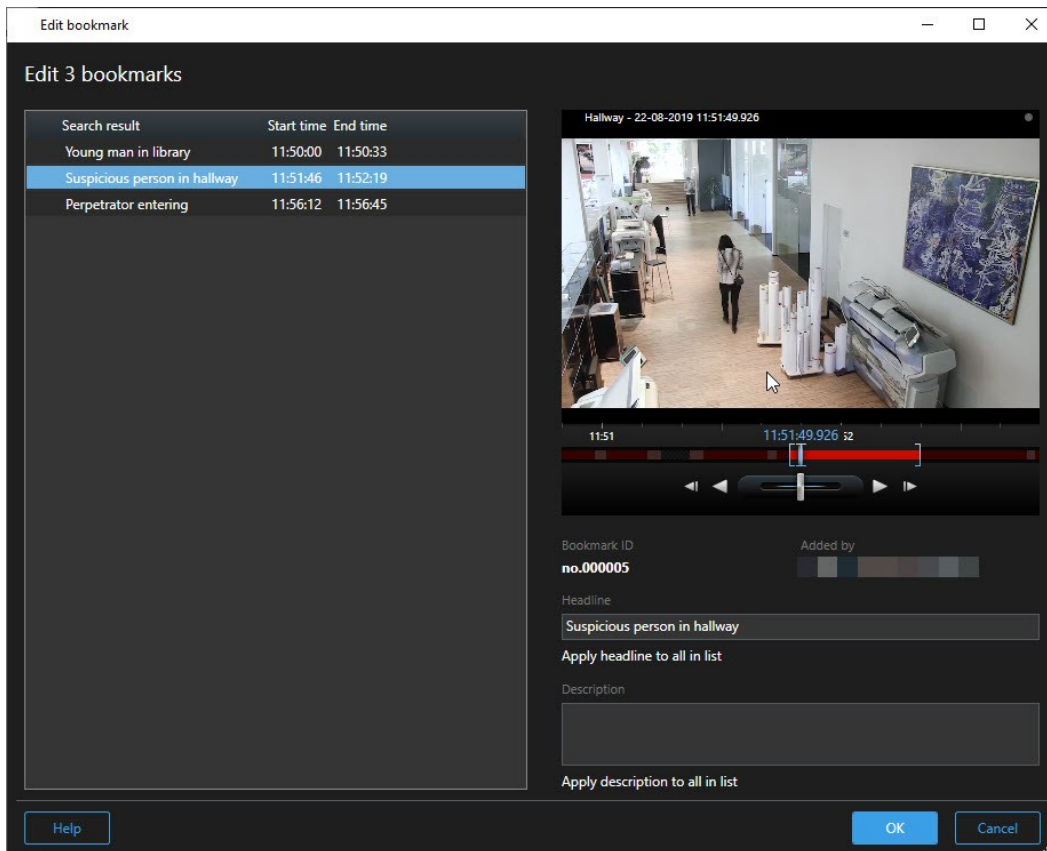 Edit bookmark
Edit 3 bookmarks
Search result Start time End time
Young man in library 11:50:00 11:50:33
Suspicious person in hallway 11:51:46 11:52:19
Perpetrator entering 11:56:12 11:56:45
Hallway - 22-08-2019 11:51:49.926
11:51 11:51:49.926 52
Bookmark ID Added by
no.000005
Headline
Suspicious person in hallway
Apply headline to all in list
Description
Apply description to all in list
Help OK Cancel